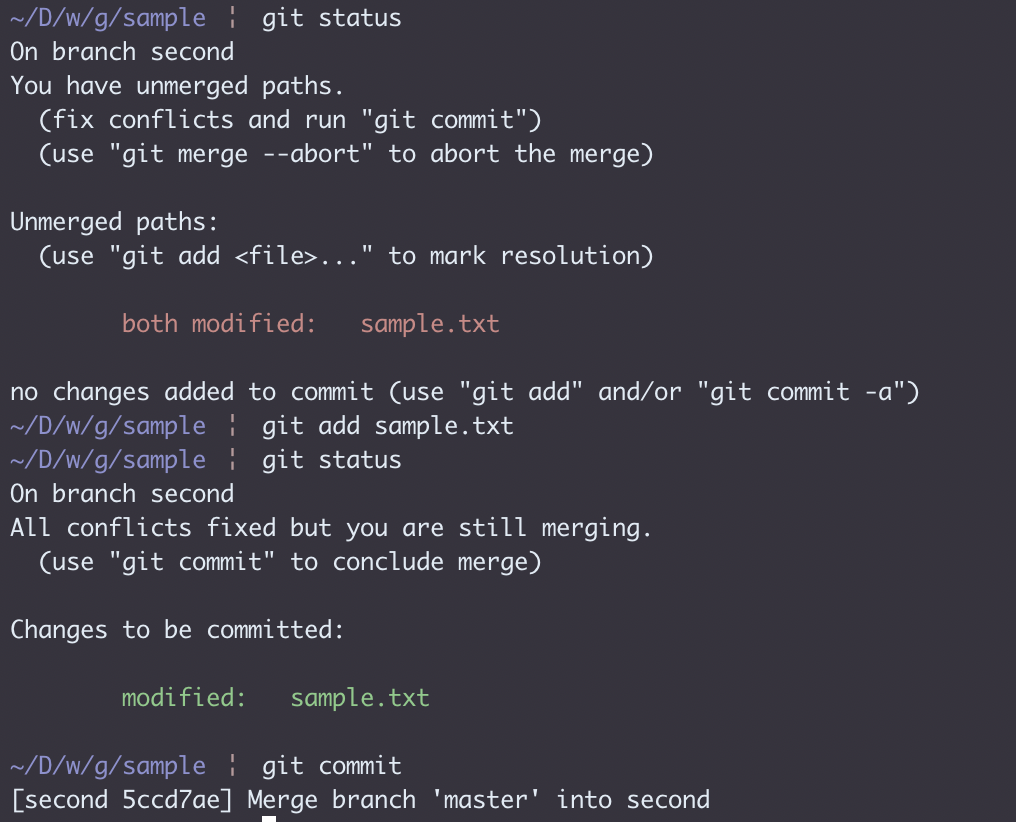 ~/D/w/g/sample ¦ git status
On branch second
You have unmerged paths.
  (fix conflicts and run "git commit")
  (use "git merge --abort" to abort the merge)

Unmerged paths:
  (use "git add <file>..." to mark resolution)

        both modified:   sample.txt

no changes added to commit (use "git add" and/or "git commit -a")
~/D/w/g/sample ¦ git add sample.txt
~/D/w/g/sample ¦ git status
On branch second
All conflicts fixed but you are still merging.
  (use "git commit" to conclude merge)

Changes to be committed:

        modified:   sample.txt

~/D/w/g/sample ¦ git commit
[second 5ccd7ae] Merge branch 'master' into second